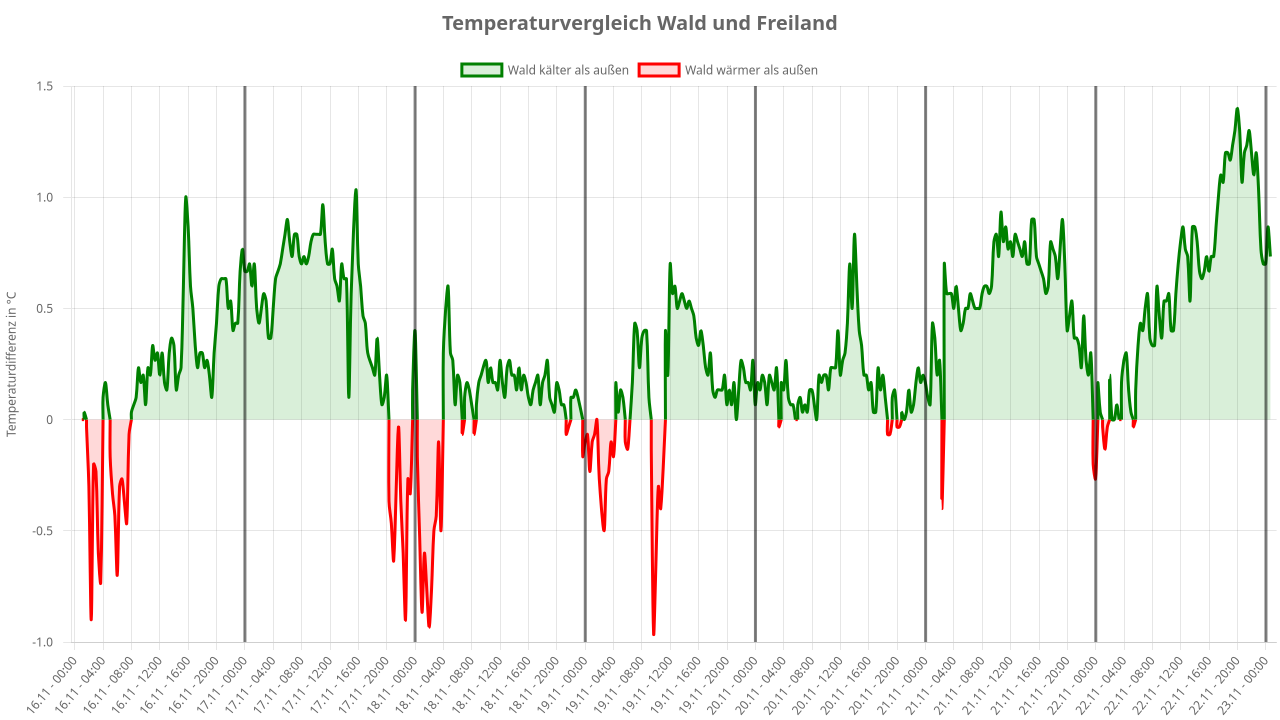 Temperaturvergleich Wald und Freiland
Wald kälter als außen
Wald wärmer als außen
Temperaturdifferenz in °C
1.5
1.0
0.5
0
-0.5
-1.0
16.11 - 00:00
16.11 - 04:00
16.11 - 08:00
16.11 - 12:00
16.11 - 16:00
16.11 - 20:00
17.11 - 00:00
17.11 - 04:00
17.11 - 08:00
17.11 - 12:00
17.11 - 16:00
17.11 - 20:00
18.11 - 00:00
18.11 - 04:00
18.11 - 08:00
18.11 - 12:00
18.11 - 16:00
18.11 - 20:00
19.11 - 00:00
19.11 - 04:00
19.11 - 08:00
19.11 - 12:00
19.11 - 16:00
19.11 - 20:00
20.11 - 00:00
20.11 - 04:00
20.11 - 08:00
20.11 - 12:00
20.11 - 16:00
20.11 - 20:00
21.11 - 00:00
21.11 - 04:00
21.11 - 08:00
21.11 - 12:00
21.11 - 16:00
21.11 - 20:00
22.11 - 00:00
22.11 - 04:00
22.11 - 08:00
22.11 - 12:00
22.11 - 16:00
22.11 - 20:00
23.11 - 00:00